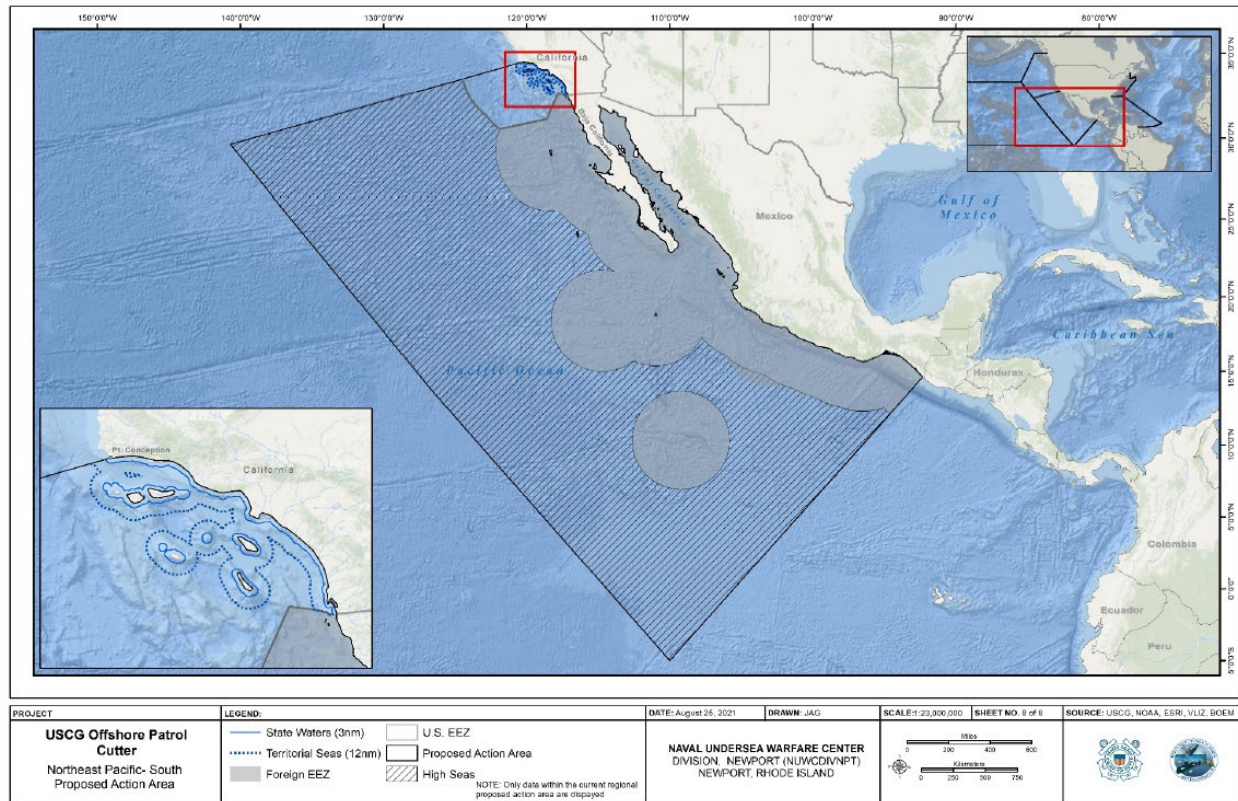 150°0'0"W 140°0'0"W 130°0'0"W 120°0'0"W 110°0'0"W 100°0'0"W 90°0'0"W 80°0'0"W
California
Baja California
Mexico
Gulf of
Mexico
Caribbean Sea
Honduras
Pacific Ocean
Colombia
Ecuador
Peru
Pt. Conception
California
PROJECT
USCG Offshore Patrol
Cutter
Northeast Pacific- South
Proposed Action Area
LEGEND:
State Waters (3nm)
Territorial Seas (12nm)
Foreign EEZ
U.S. EEZ
Proposed Action Area
High Seas
NOTE: Only data within the current regional
proposed action area are dispayed
DATE: August 25, 2021
DRAWN: JAG
NAVAL UNDERSEA WARFARE CENTER
DIVISION, NEWPORT (NUWCDIVNPT)
NEWPORT, RHODE ISLAND
SCALE:1:23,000,000
SHEET NO. 8 of 8
Miles
0 200 400 600
Kilometers
0 250 500 750
SOURCE: USCG, NOAA, ESRI, VLIZ, BOEM